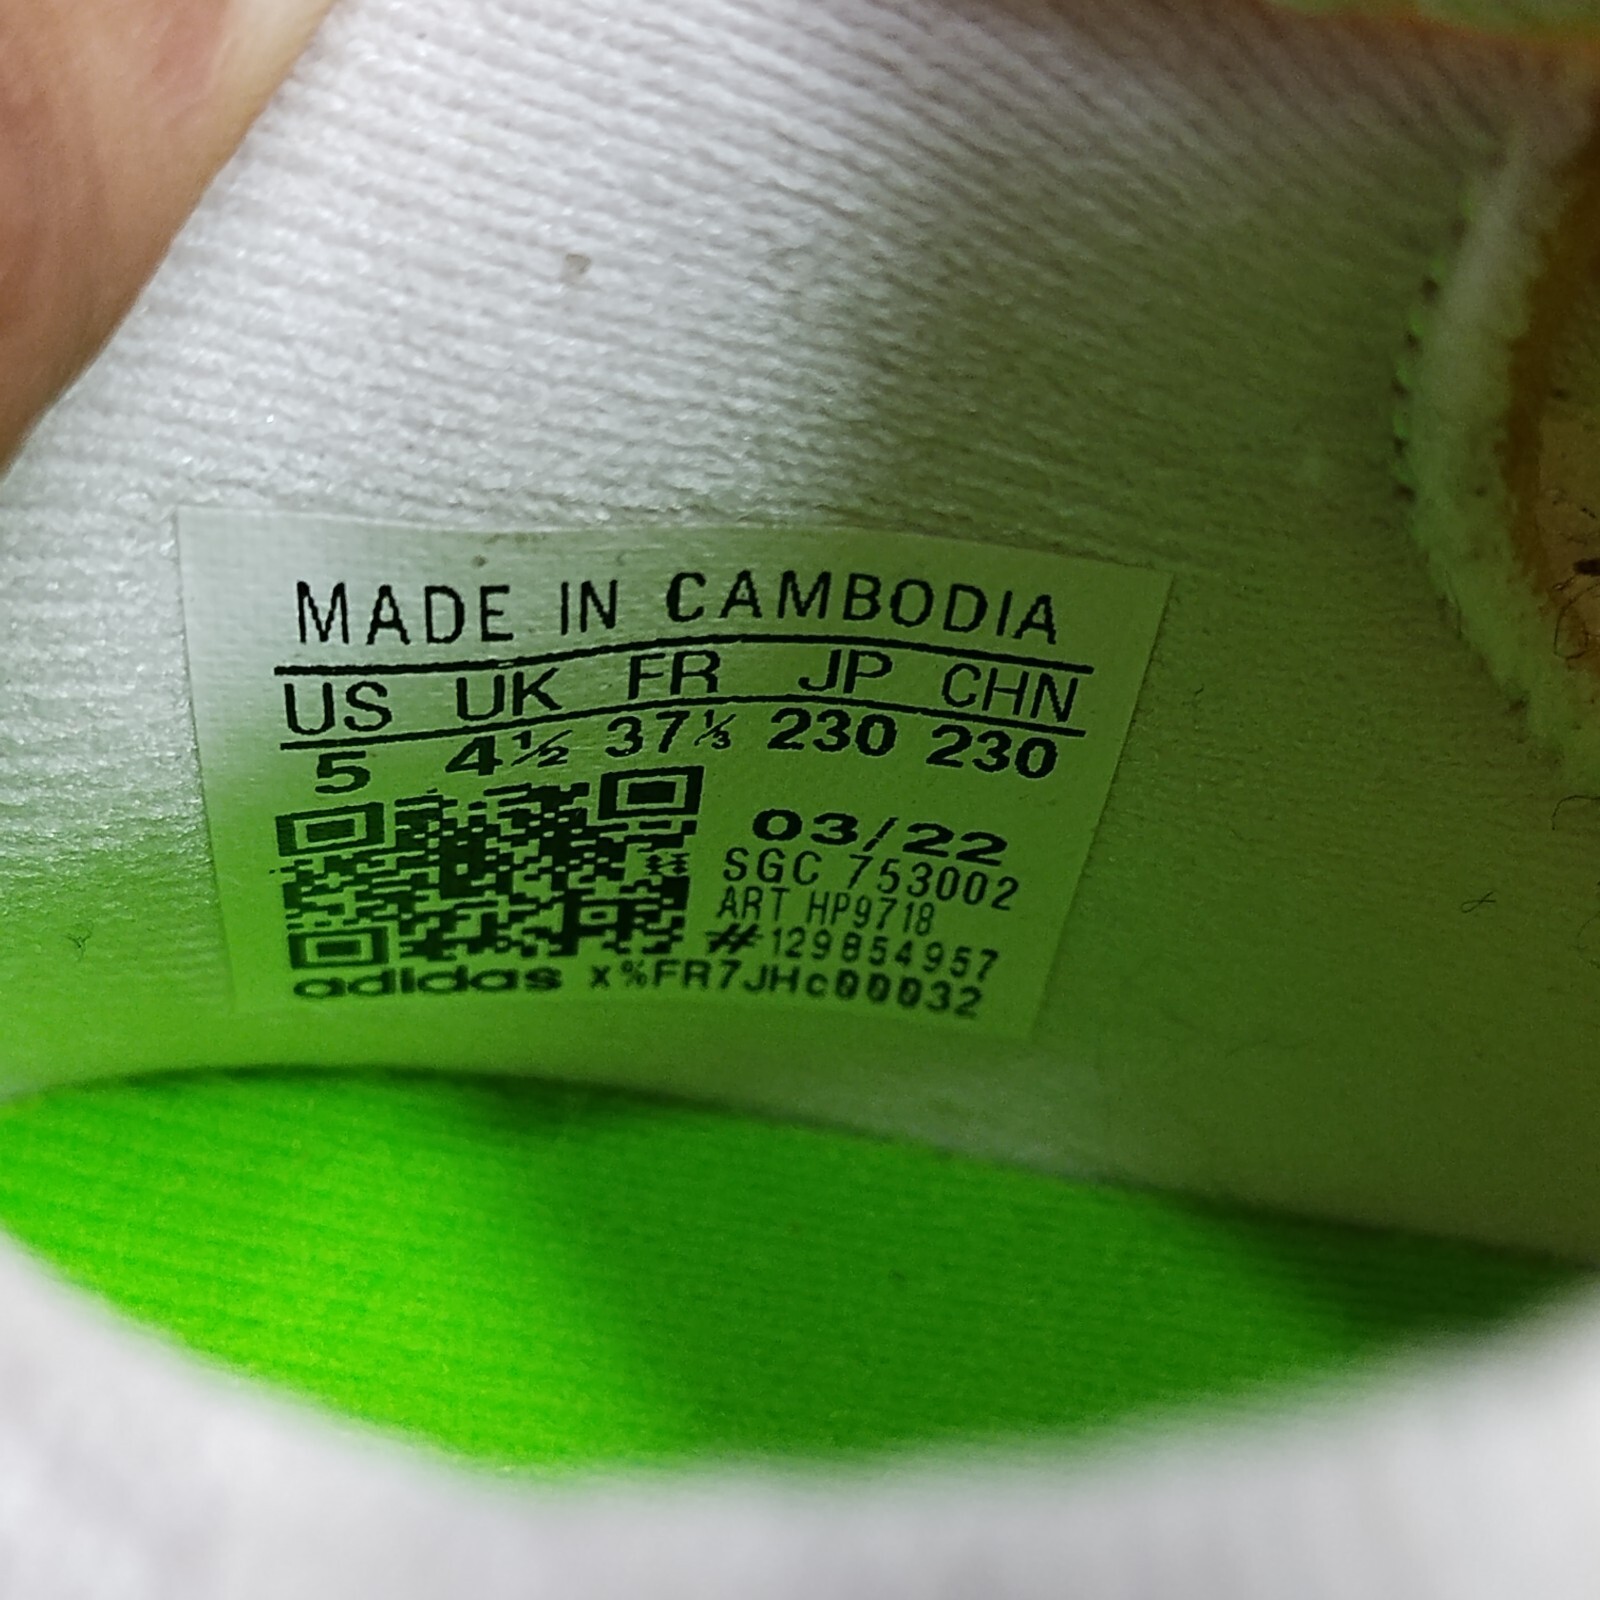 MADE IN CAMBODIA
US UK FR JP CHN
5 4½ 37⅓ 230 230
03/22
SGC 753002
ART HP9718
#129854957
adidas x%FR7JHc00032